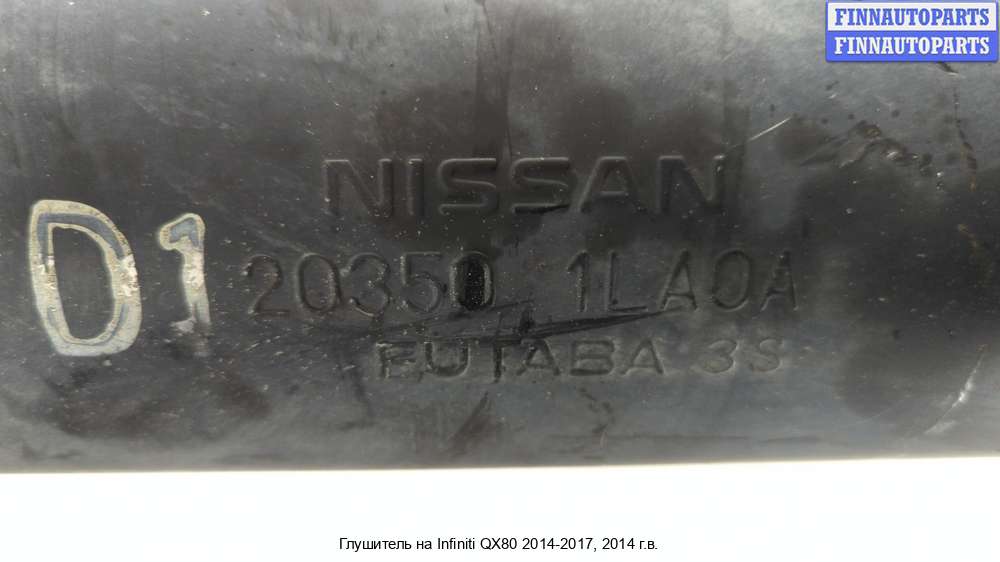 FINNAUTOPARTS
FINNAUTOPARTS
NISSAN
D1
20350 1LA0A
FUTABA 3S
Глушитель на Infiniti QX80 2014-2017, 2014 г.в.